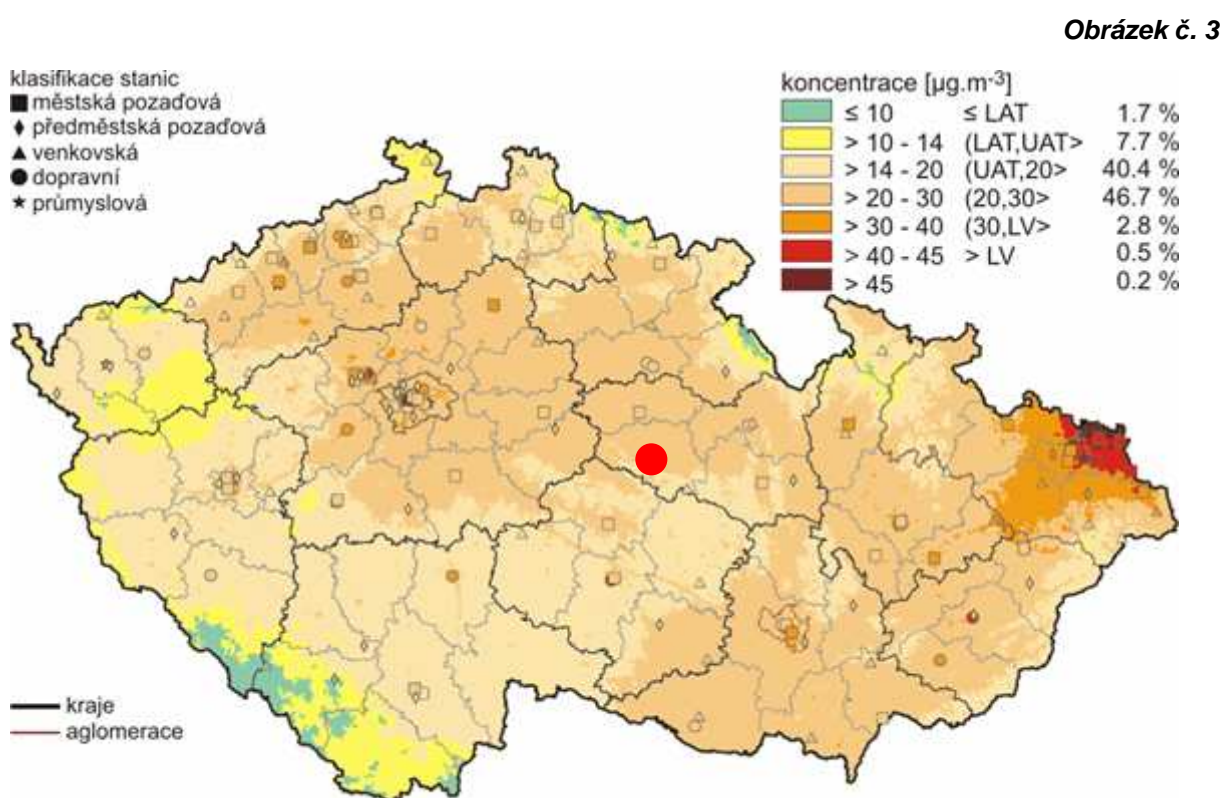 Obrázek č. 3
klasifikace stanic
městská pozaďová
předměstská pozaďová
venkovská
dopravní
průmyslová
koncentrace [µg.m-3]
≤ 10 ≤ LAT 1.7 %
> 10 - 14 (LAT,UAT> 7.7 %
> 14 - 20 (UAT,20> 40.4 %
> 20 - 30 (20,30> 46.7 %
> 30 - 40 (30,LV> 2.8 %
> 40 - 45 > LV 0.5 %
> 45 0.2 %
kraje
aglomerace